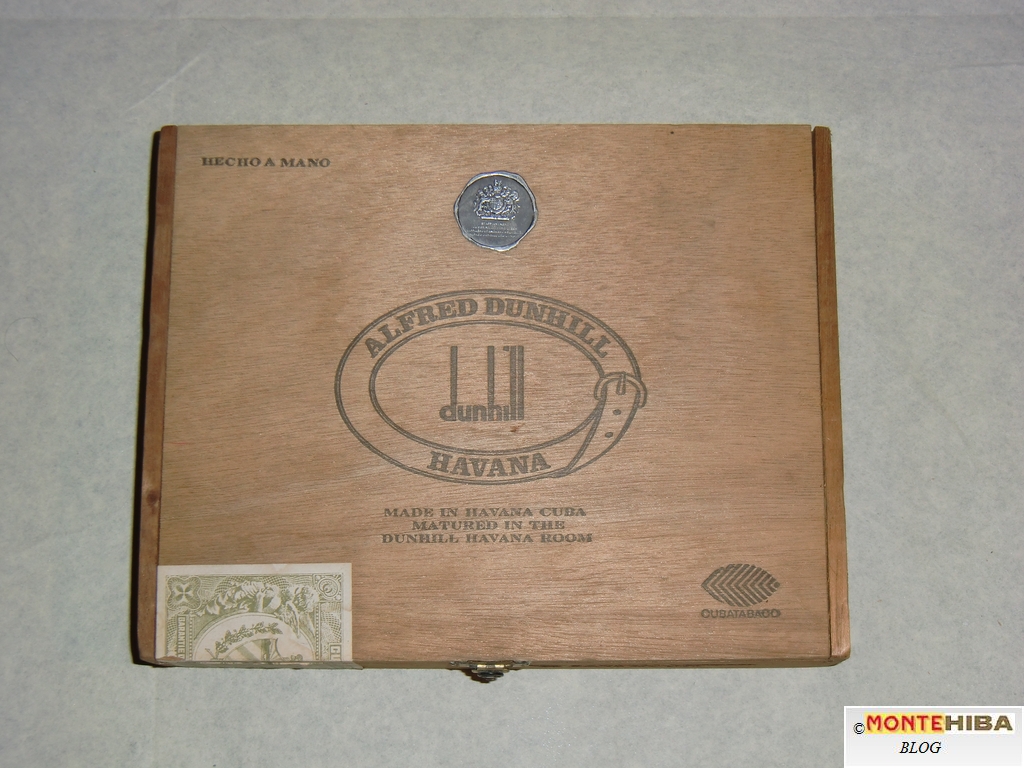 HECHO A MANO
ALFRED DUNHILL
dunhill
HAVANA
MADE IN HAVANA CUBA
MATURED IN THE
DUNHILL HAVANA ROOM
CUBATABACO
© MONTEHIBA
BLOG